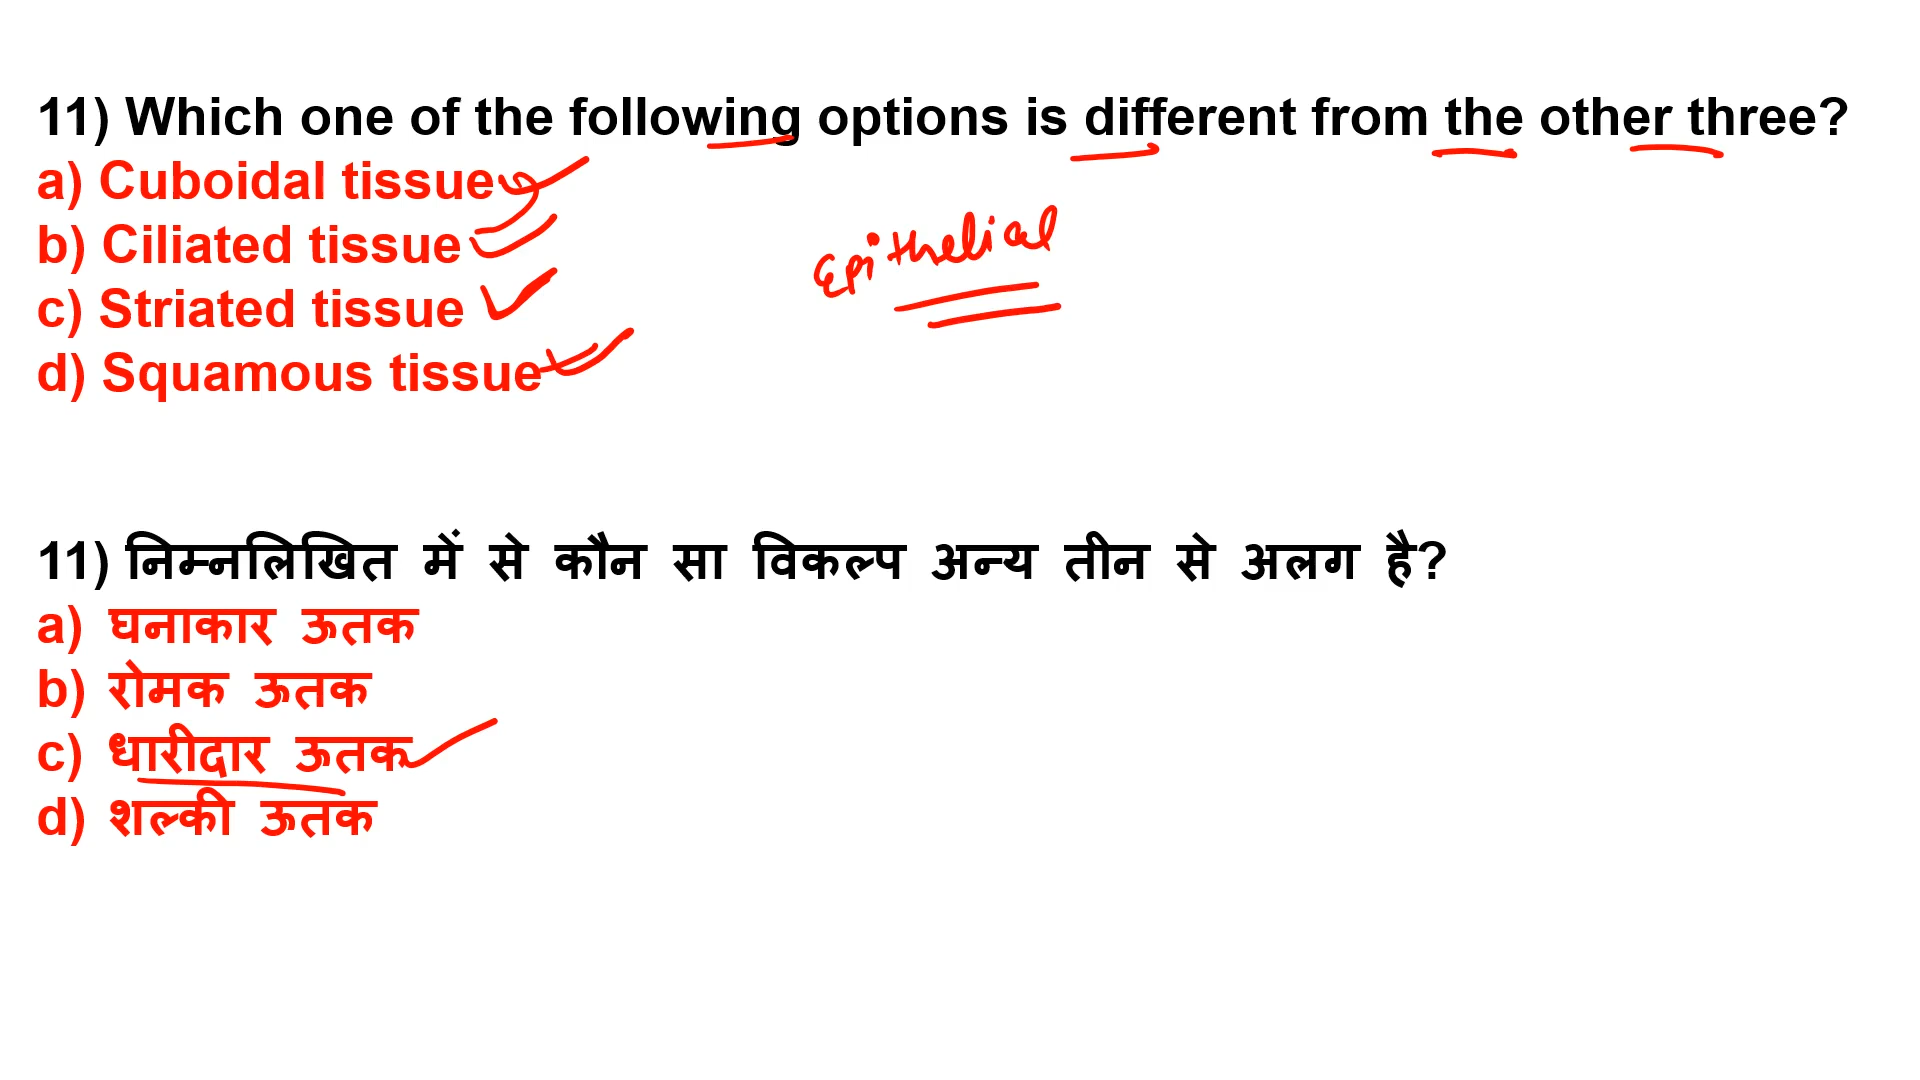 11) Which one of the following options is different from the other three?
a) Cuboidal tissue
b) Ciliated tissue
Epithelial
c) Striated tissue
d) Squamous tissue
11) निम्नलिखित में से कौन सा विकल्प अन्य तीन से अलग है?
a) घनाकार ऊतक
b) रोमक ऊतक
c) धारीदार ऊतक
d) शल्की ऊतक